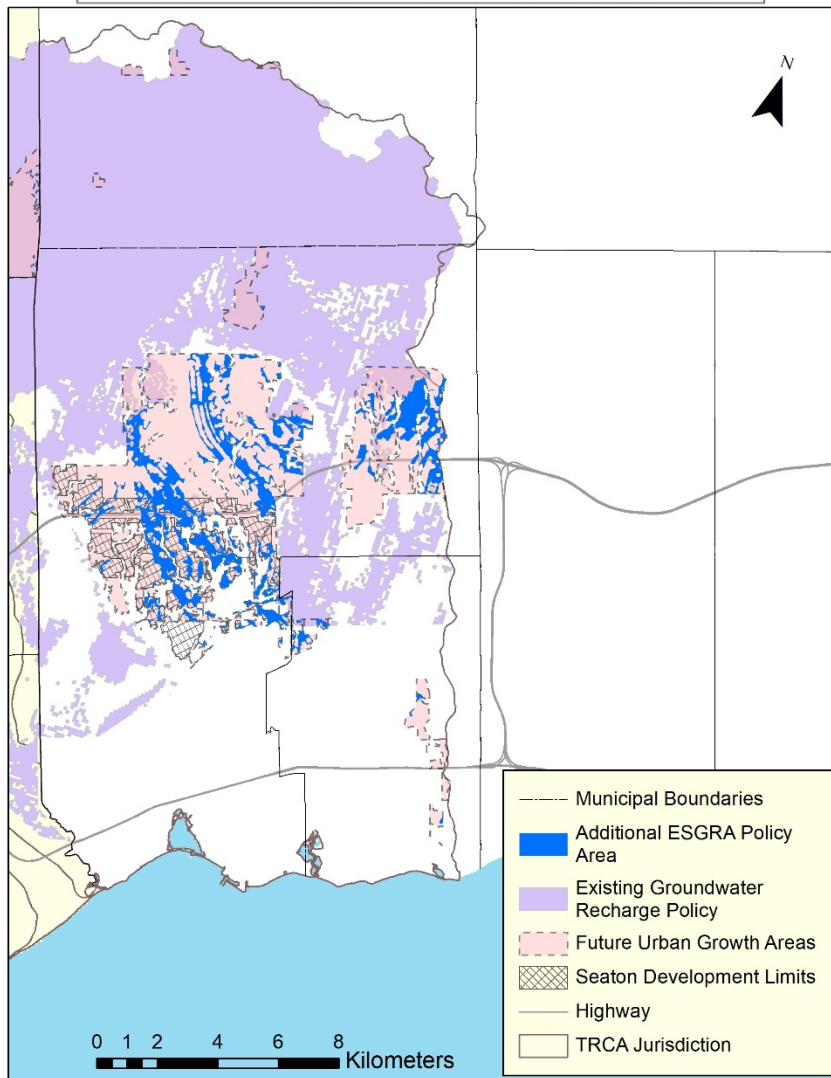 N
Municipal Boundaries
Additional ESGRA Policy
Area
Existing Groundwater
Recharge Policy
Future Urban Growth Areas
Seaton Development Limits
Highway
TRCA Jurisdiction
0 1 2 4 6 8
Kilometers